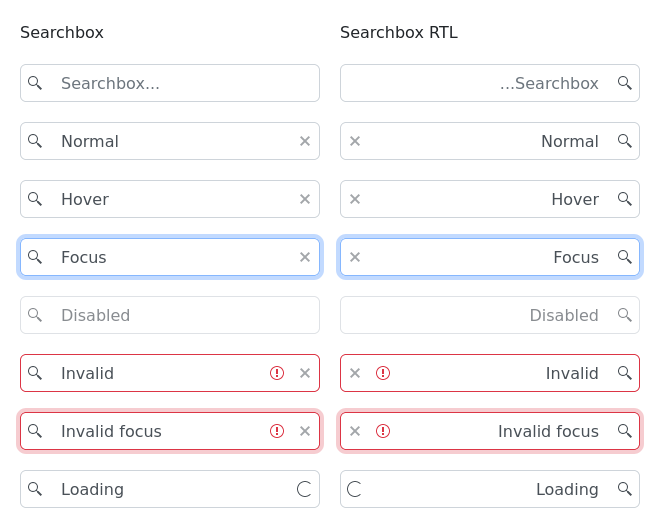 Searchbox
Searchbox...
Normal
Hover
Focus
Disabled
Invalid
Invalid focus
Loading
Searchbox RTL
...Searchbox
Normal
Hover
Focus
Disabled
Invalid
Invalid focus
Loading